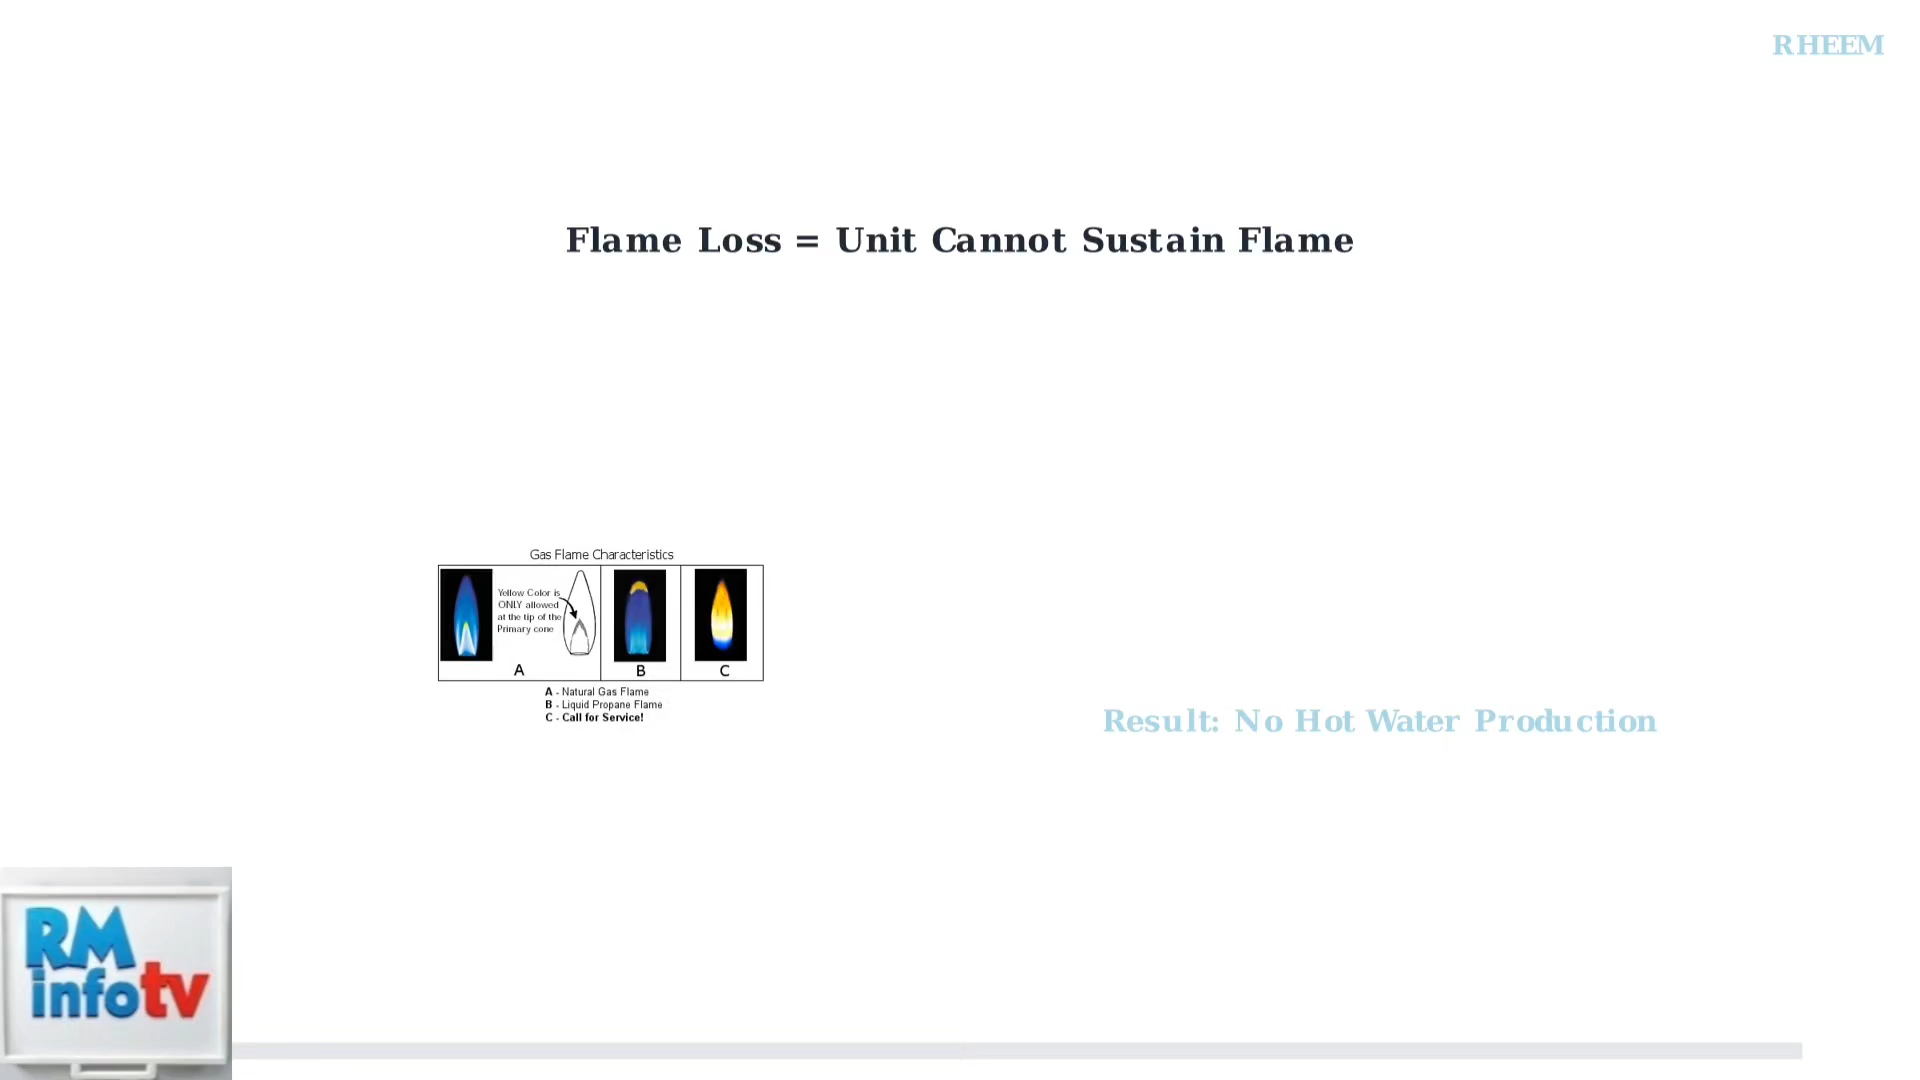 RHEEM
Flame Loss = Unit Cannot Sustain Flame
Gas Flame Characteristics
Yellow Color is
ONLY allowed
at the tip of the
Primary cone
A
B
C
A - Natural Gas Flame
B - Liquid Propane Flame
C - Call for Service!
Result: No Hot Water Production
RM
infotv